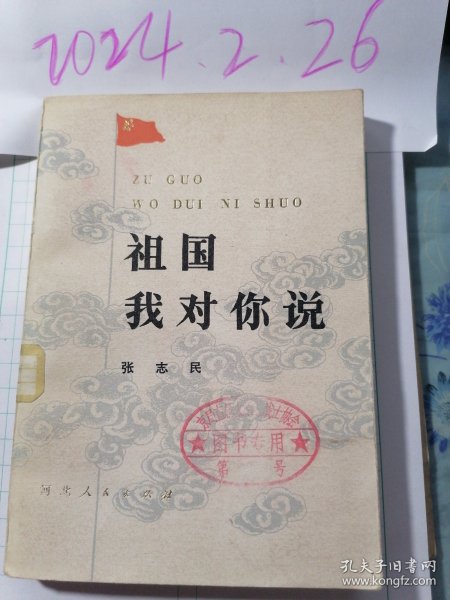 2024.2.26
ZU GUO
WO DUI NI SHUO
祖国
我对你说
张志民
图书专用
第 号
河北人民出版社
孔夫子旧书网
www.kongfz.com